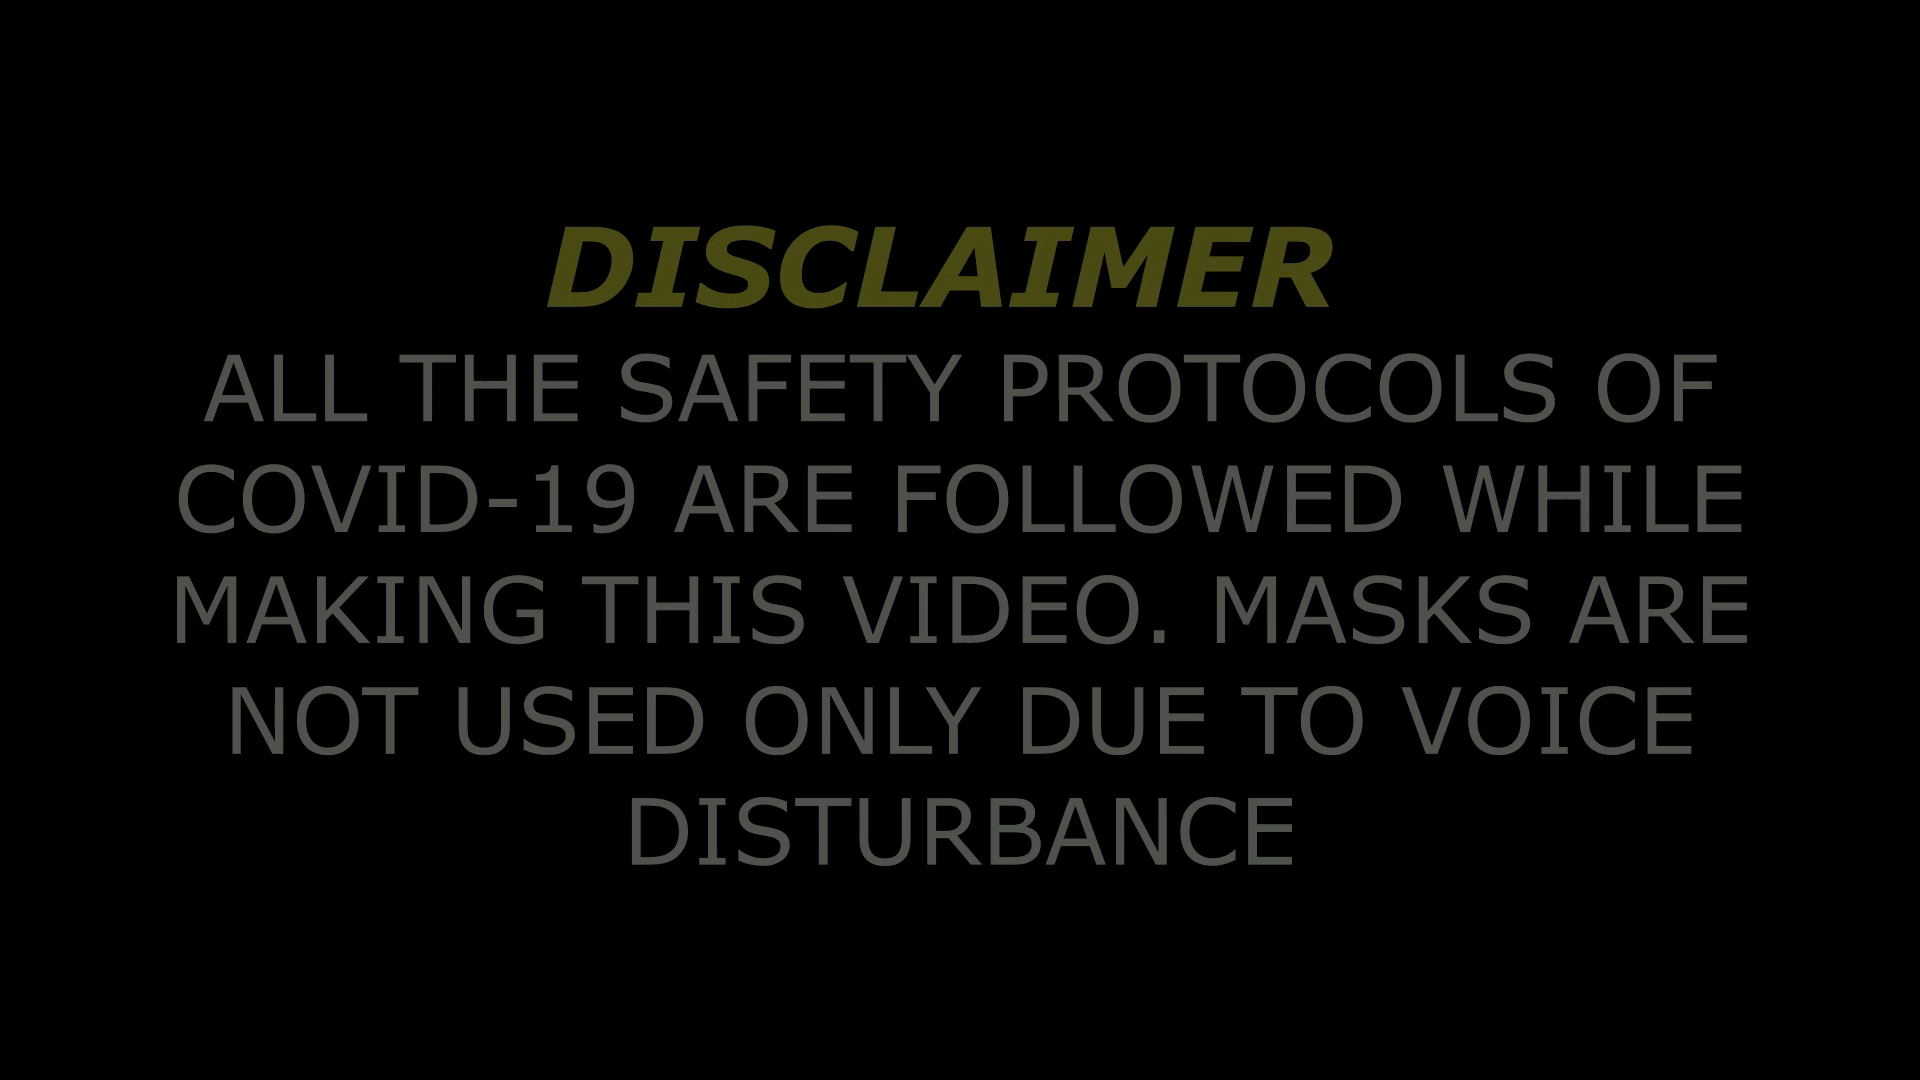 DISCLAIMER
ALL THE SAFETY PROTOCOLS OF
COVID-19 ARE FOLLOWED WHILE
MAKING THIS VIDEO. MASKS ARE
NOT USED ONLY DUE TO VOICE
DISTURBANCE